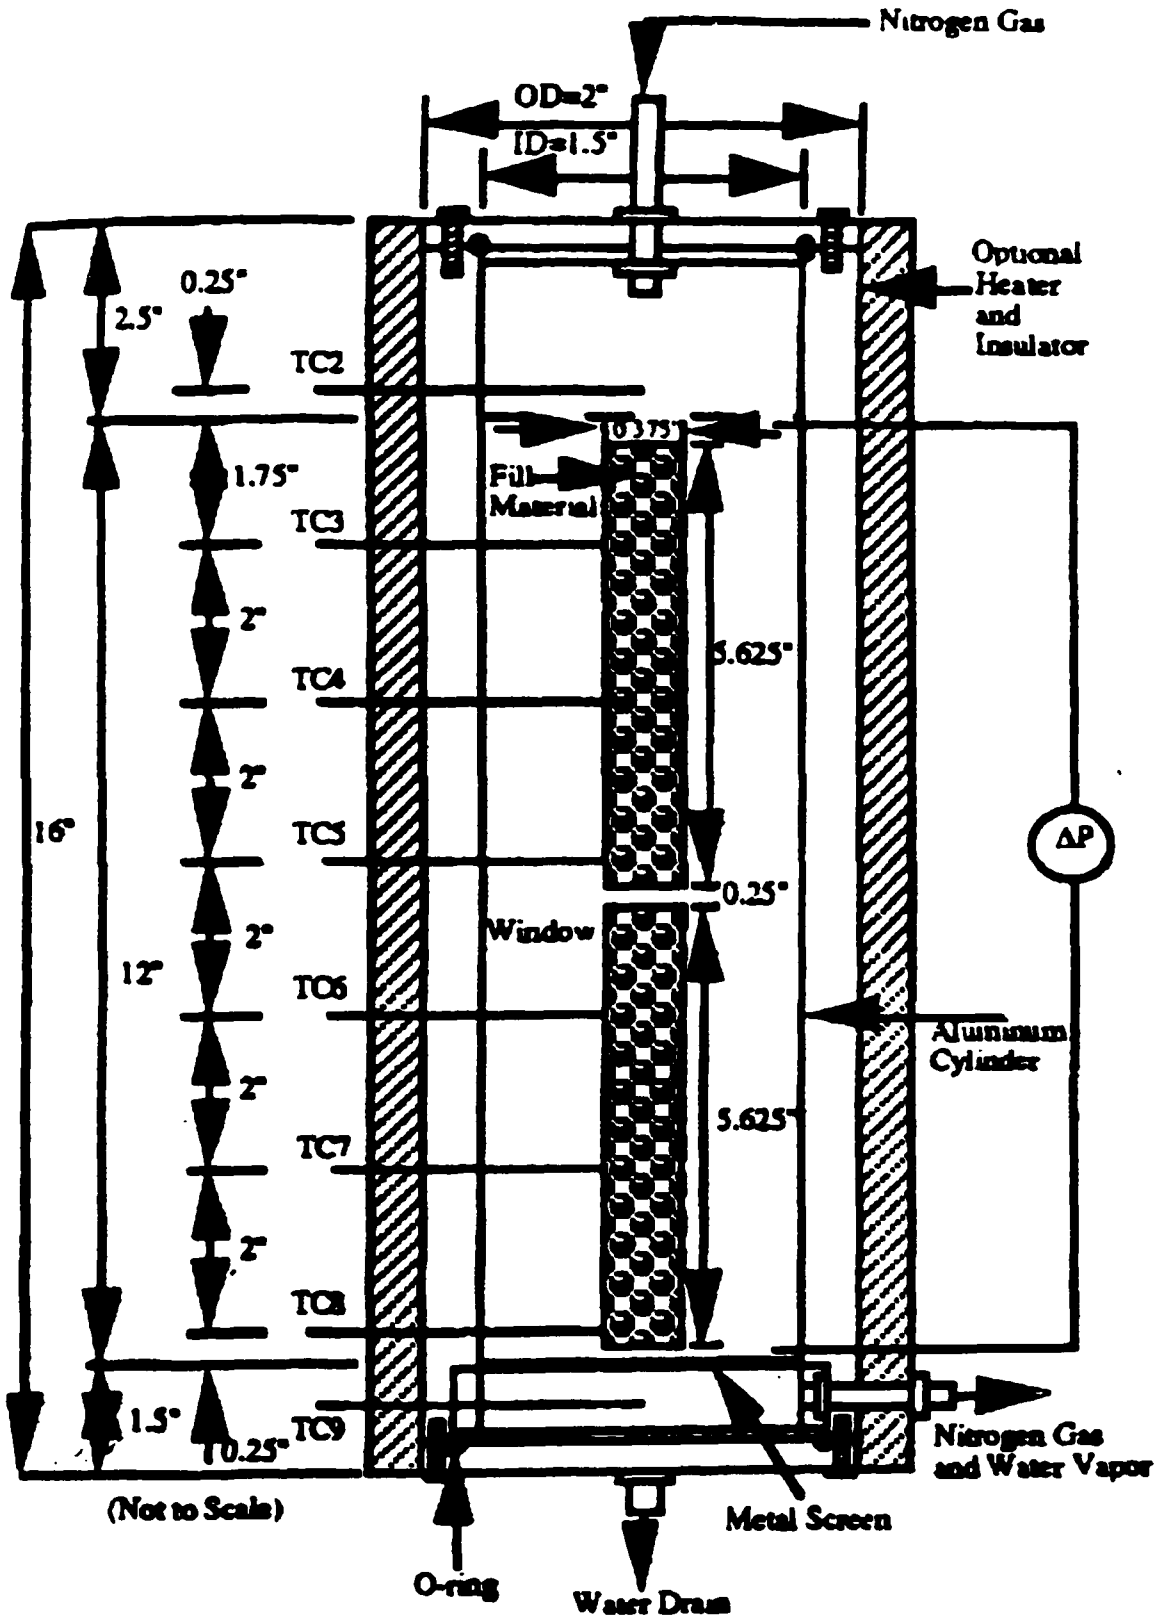 Nitrogen Gas
OD=2"
ID=1.5"
Optional
Heater
and
Insulator
0.25"
2.5"
TC2
0.375"
1.75"
Fill
Material
TC3
2"
5.625"
TC4
2"
16"
TC5
ΔP
0.25"
2"
Window
12"
TC6
Aluminum
Cylinder
2"
5.625"
TC7
2"
TC8
1.5"
0.25"
TC9
Nitrogen Gas
and Water Vapor
(Not to Scale)
Metal Screen
O-ring
Water Drain